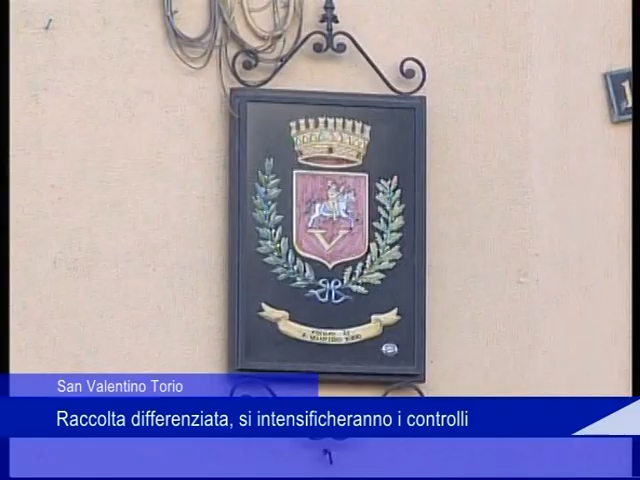 V
San Valentino Torio
Raccolta differenziata, si intensificheranno i controlli